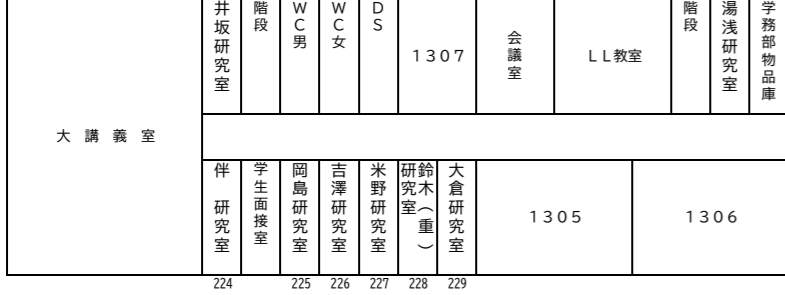 井坂研究室
階段
WC男
WC女
DS
1307
会議室
LL教室
階段
湯浅研究室
学務部物品庫
大講義室
伴 研究室
学生面接室
岡島研究室
吉澤研究室
米野研究室
鈴木（重）
研究室
大倉研究室
1305
1306
224
225
226
227
228
229